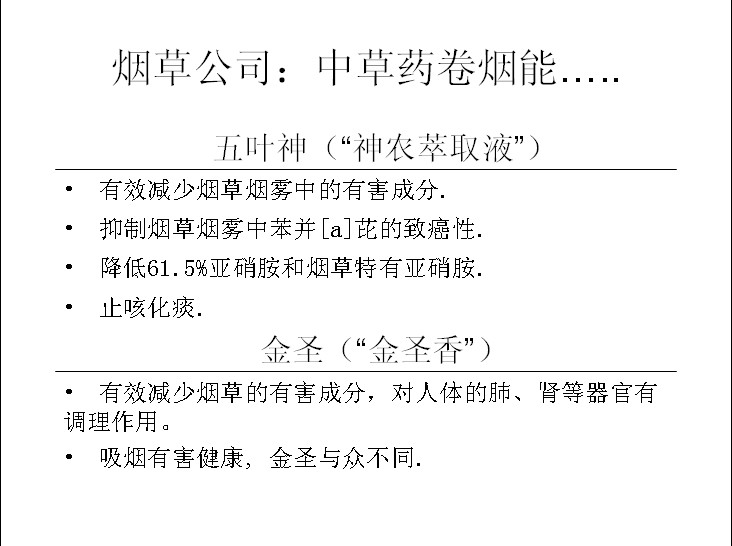 烟草公司：中草药卷烟能…..
五叶神（“神农萃取液”）
• 有效减少烟草烟雾中的有害成分.
• 抑制烟草烟雾中苯并[a]芘的致癌性.
• 降低61.5%亚硝胺和烟草特有亚硝胺.
• 止咳化痰.
金圣（“金圣香”）
• 有效减少烟草的有害成分，对人体的肺、肾等器官有
调理作用。
• 吸烟有害健康, 金圣与众不同.